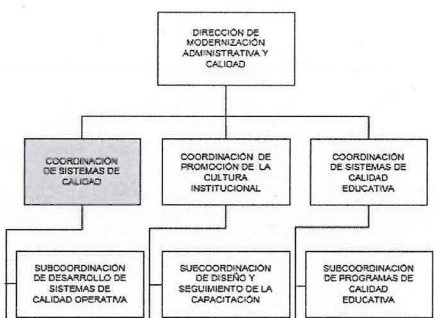 DIRECCIÓN DE
MODERNIZACIÓN
ADMINISTRATIVA Y
CALIDAD
COORDINACIÓN
DE SISTEMAS DE
CALIDAD
COORDINACIÓN DE
PROMOCIÓN DE LA
CULTURA
INSTITUCIONAL
COORDINACIÓN
DE SISTEMAS DE
CALIDAD
EDUCATIVA
SUBCOORDINACIÓN
DE DESARROLLO DE
SISTEMAS DE
CALIDAD OPERATIVA
SUBCOORDINACIÓN
DE DISEÑO Y
SEGUIMIENTO DE LA
CAPACITACIÓN
SUBCOORDINACIÓN
DE PROGRAMAS DE
CALIDAD
EDUCATIVA